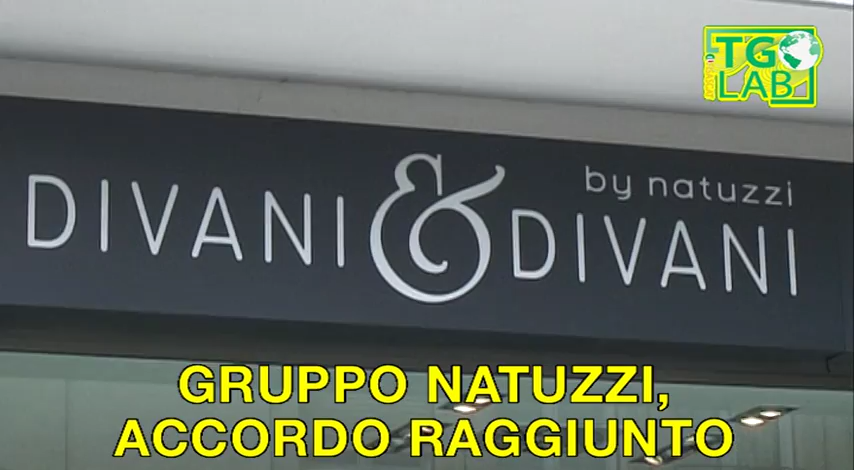 TG
LAB
by natuzzi
DIVANI & DIVANI
GRUPPO NATUZZI,
ACCORDO RAGGIUNTO